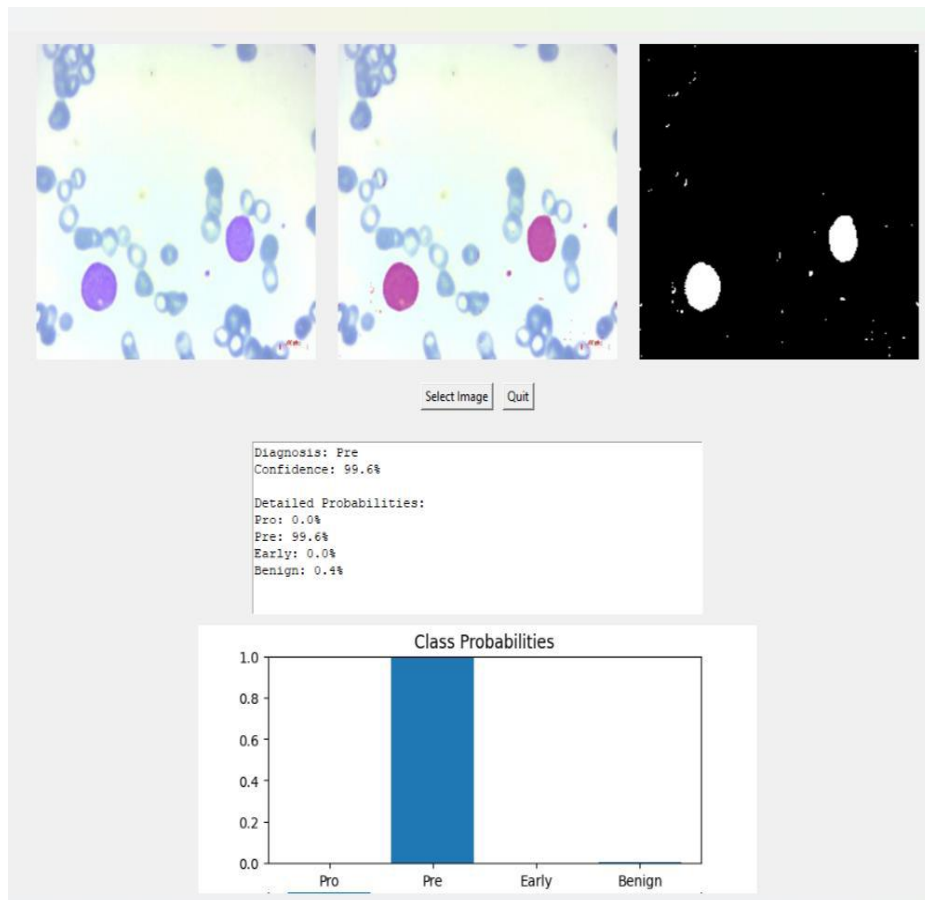 Select Image Quit
Diagnosis: Pre
Confidence: 99.6%
Detailed Probabilities:
Pro: 0.0%
Pre: 99.6%
Early: 0.0%
Benign: 0.4%
Class Probabilities
1.0
0.8
0.6
0.4
0.2
0.0
Pro Pre Early Benign